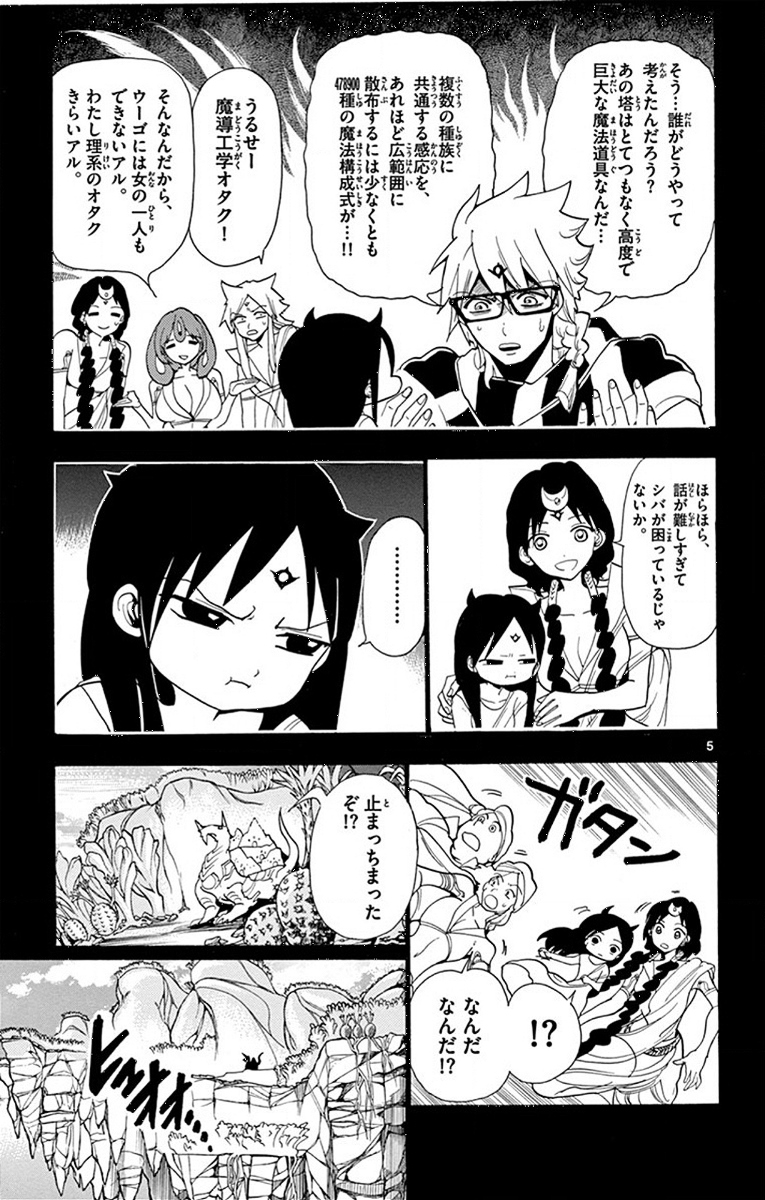 そう…誰がどうやって
考えたんだろう?
あの塔はとてつもなく高度で
巨大な魔法道具なんだ…
複数の種族に
共通する感応を、
あれほど広範囲に
散布するには少なくとも
478900種の魔法構成式が…!!
うるせー
魔導工学オタク!
そんなんだから、
ウーゴには女の一人も
できないアル。
わたし理系のオタク
きらいアル。
ほらほら、
話が難しすぎて
シバが困っているじゃ
ないか。
…………
5
ガタン
!?
なんだ
なんだ!?
止まっちまった
ぞ!?
ヒュオオオ…